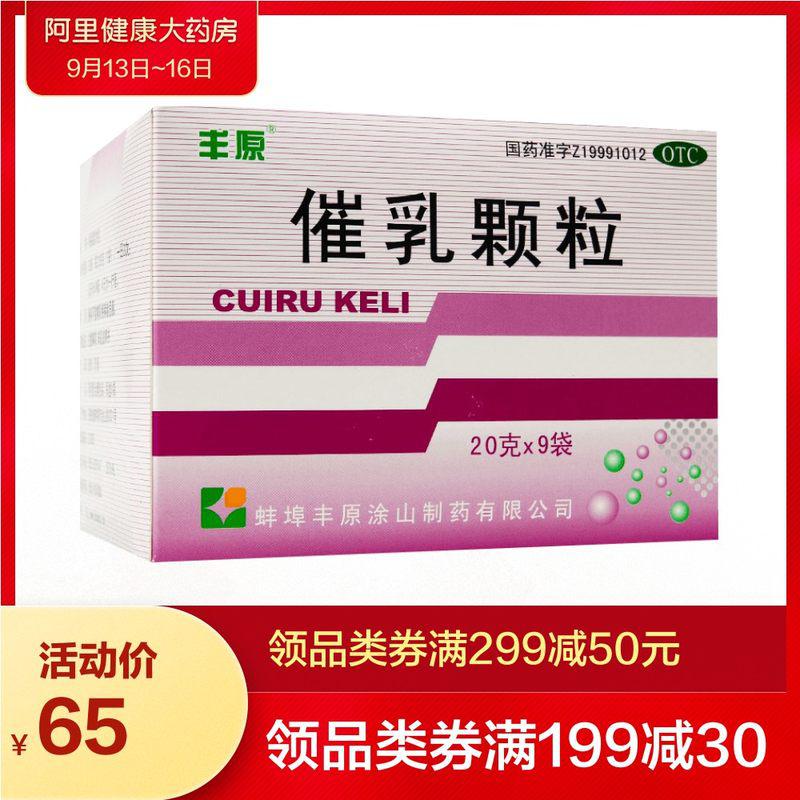 阿里健康大药房
9月13日~16日
丰原®
国药准字Z19991012 OTC
催乳颗粒
CUIRU KELI
20克x9袋
蚌埠丰原涂山制药有限公司
活动价
¥65
领品类券满299减50元
领品类券满199减30